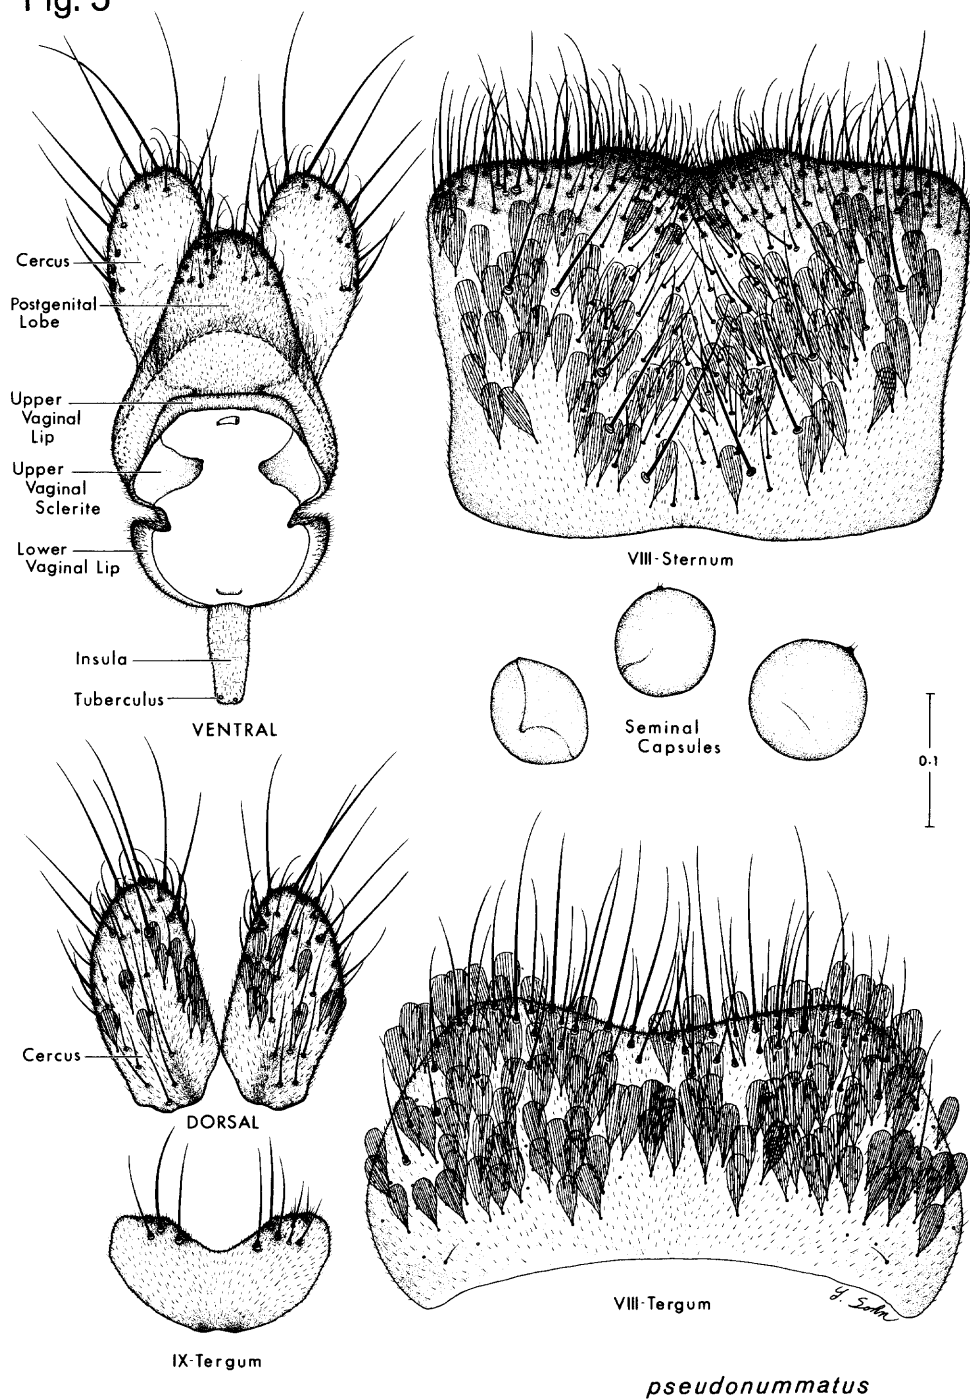 Fig. 3
Cercus
Postgenital
Lobe
Upper
Vaginal
Lip
Upper
Vaginal
Sclerite
Lower
Vaginal Lip
Insula
Tuberculus
VENTRAL
VIII-Sternum
Seminal
Capsules
0·1
Cercus
DORSAL
IX-Tergum
VIII-Tergum
pseudonummatus